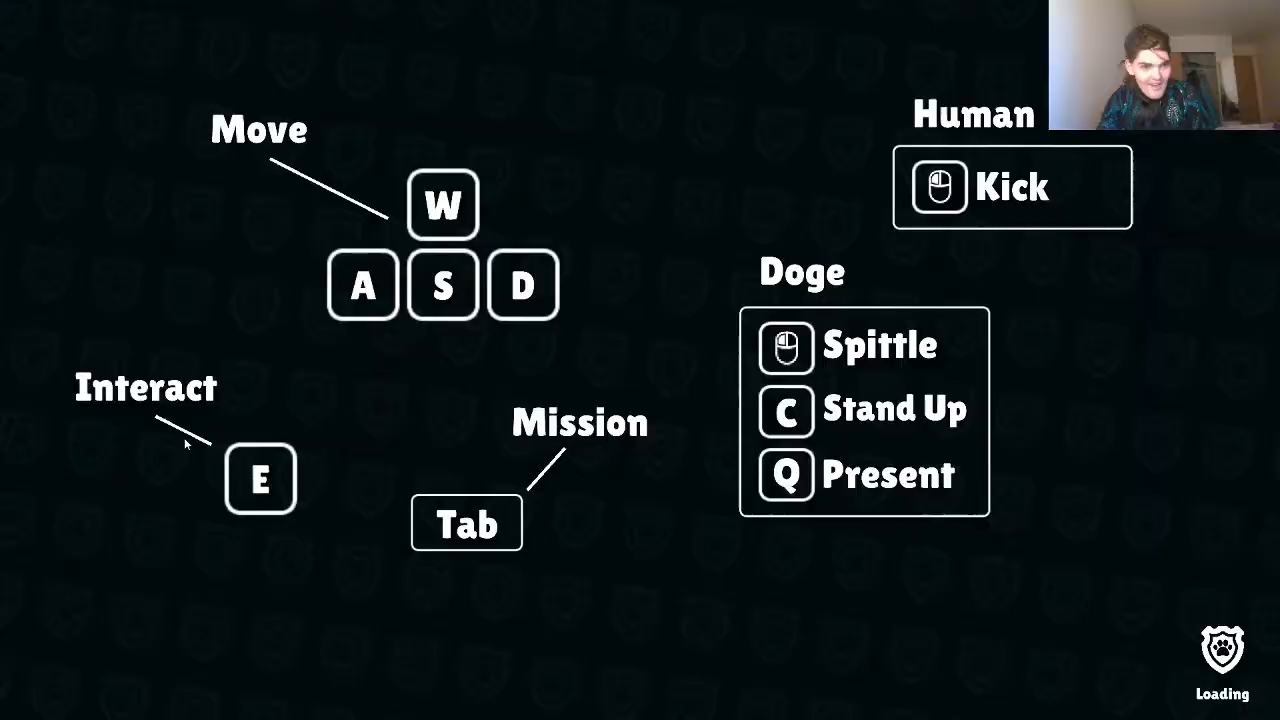 Move
W
A S D
Interact
E
Mission
Tab
Human
Kick
Doge
Spittle
C Stand Up
Q Present
Loading